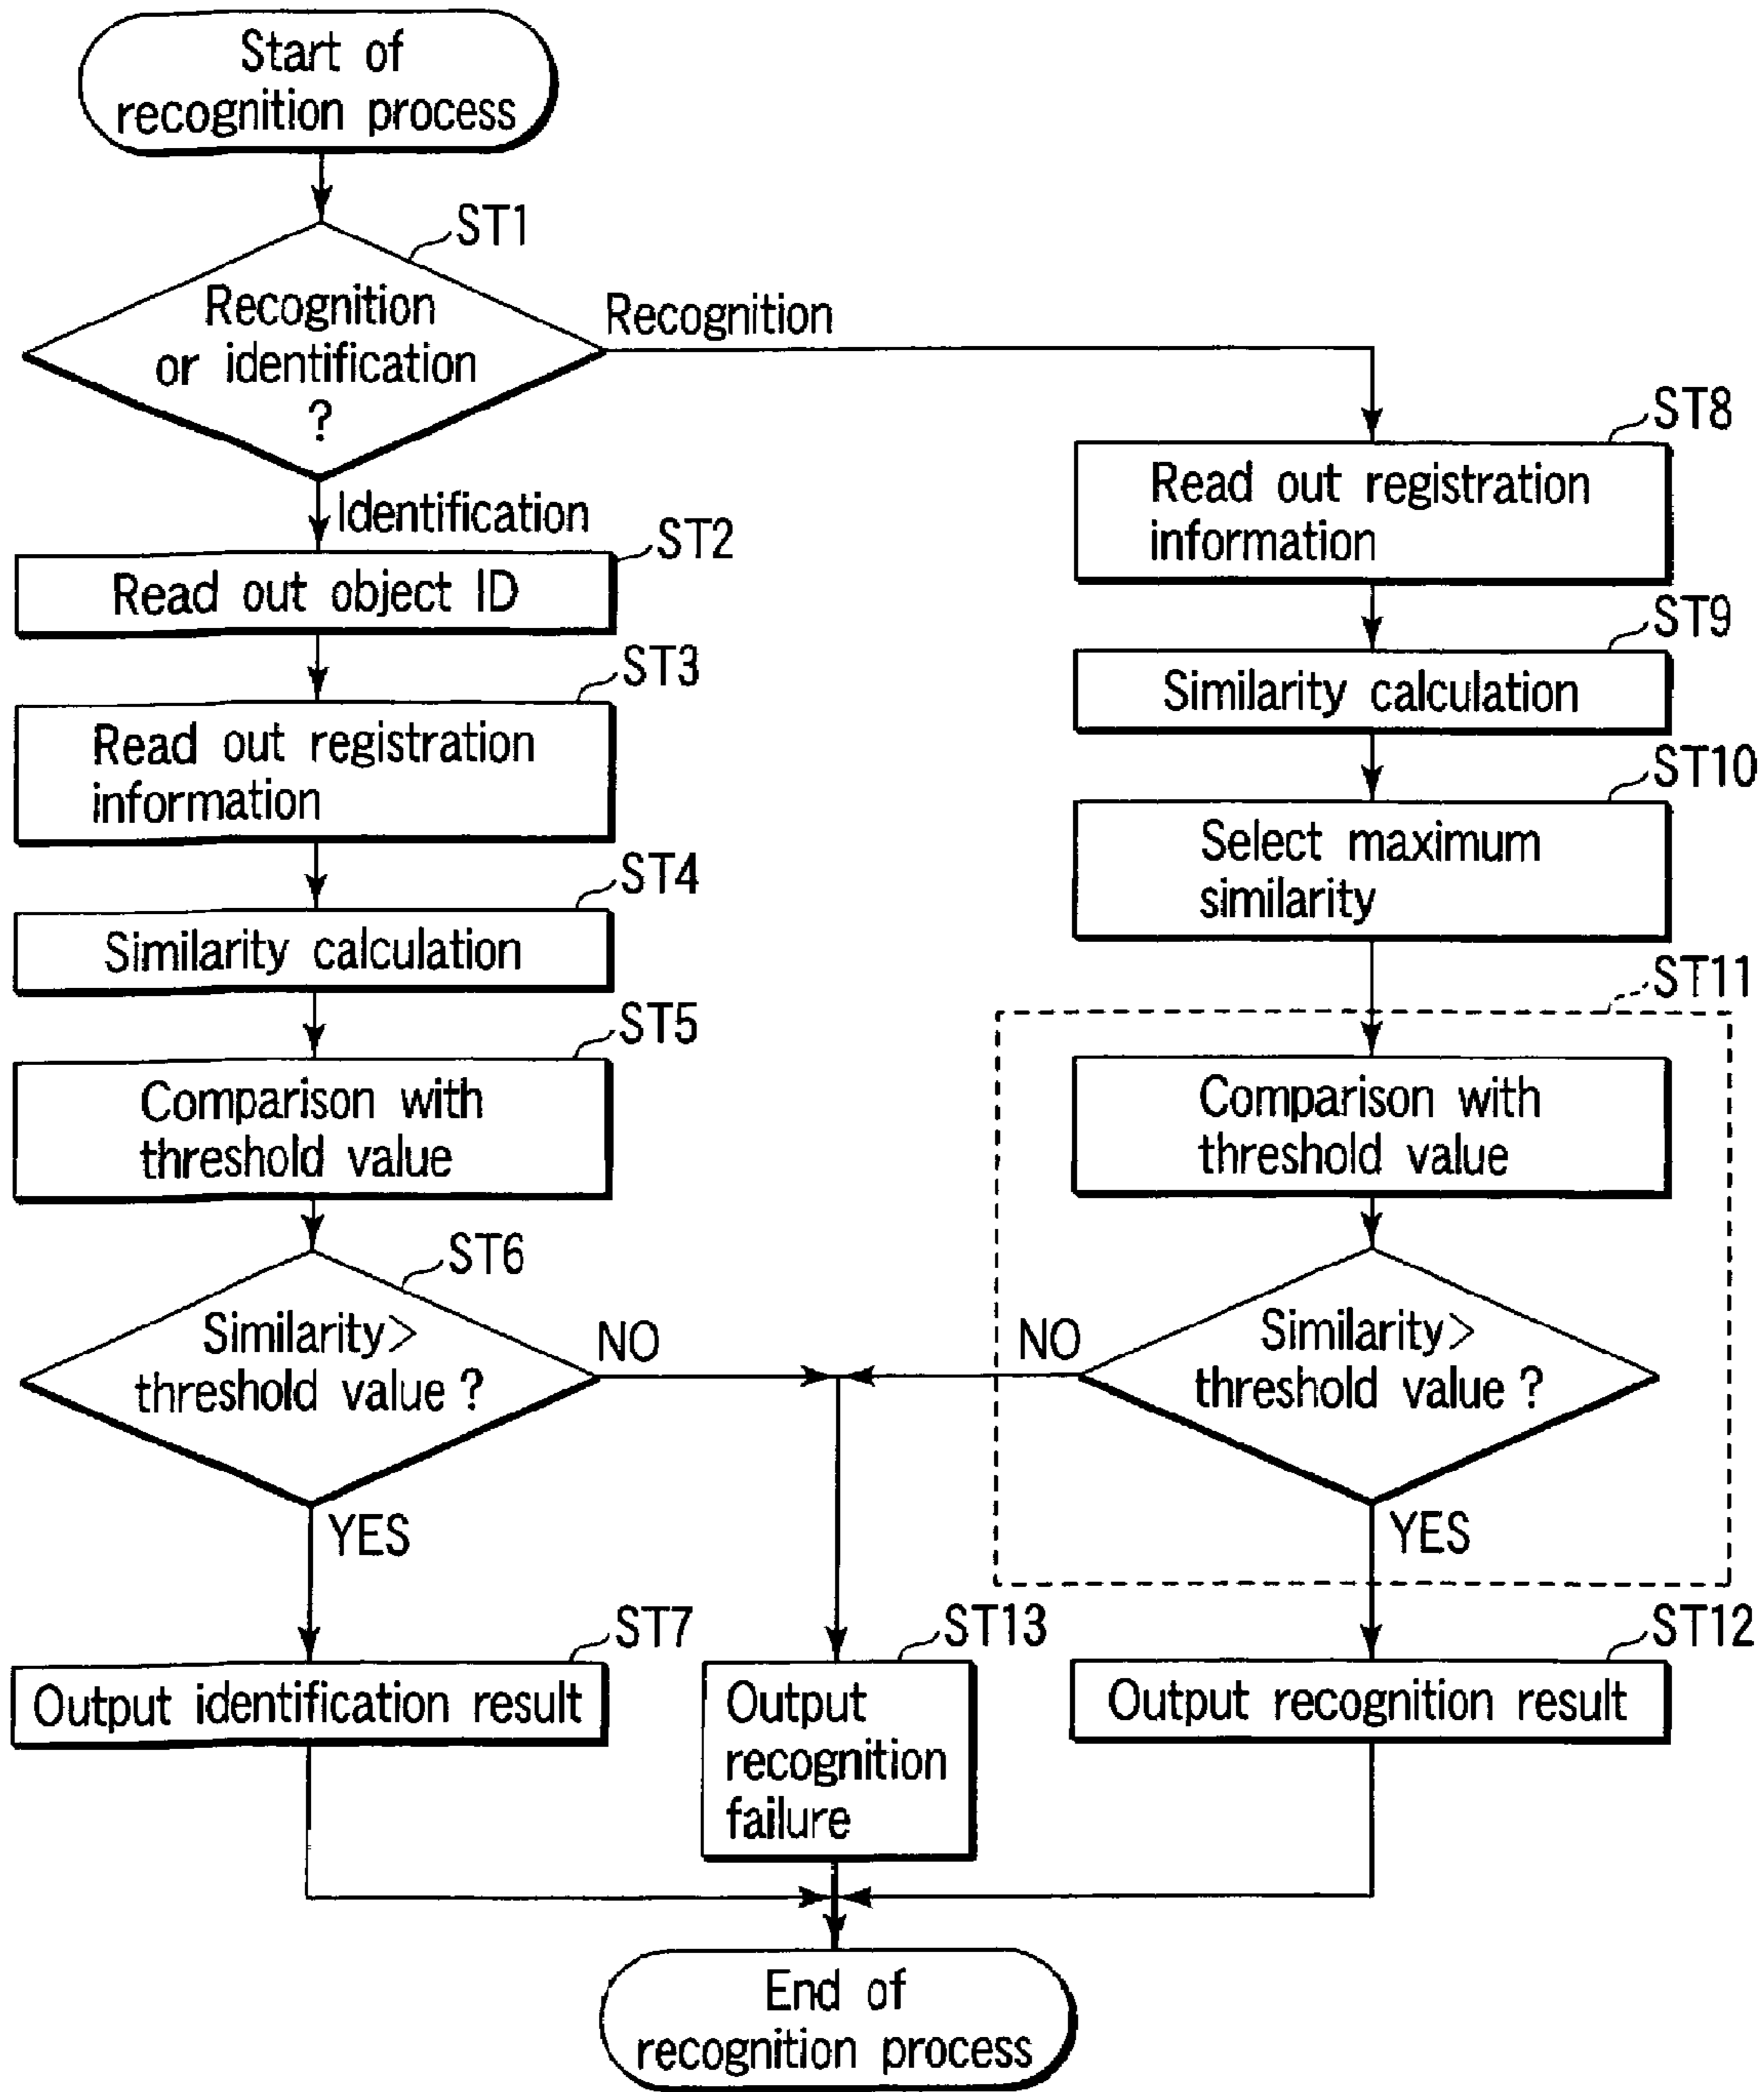 Start of
recognition process
ST1
Recognition
or identification
?
Recognition
Identification
ST2
Read out object ID
ST3
Read out registration
information
ST4
Similarity calculation
ST5
Comparison with
threshold value
ST6
Similarity>
threshold value ?
NO
YES
ST7
Output identification result
ST8
Read out registration
information
ST9
Similarity calculation
ST10
Select maximum
similarity
ST11
Comparison with
threshold value
Similarity>
threshold value ?
NO
YES
ST12
Output recognition result
ST13
Output
recognition
failure
End of
recognition process